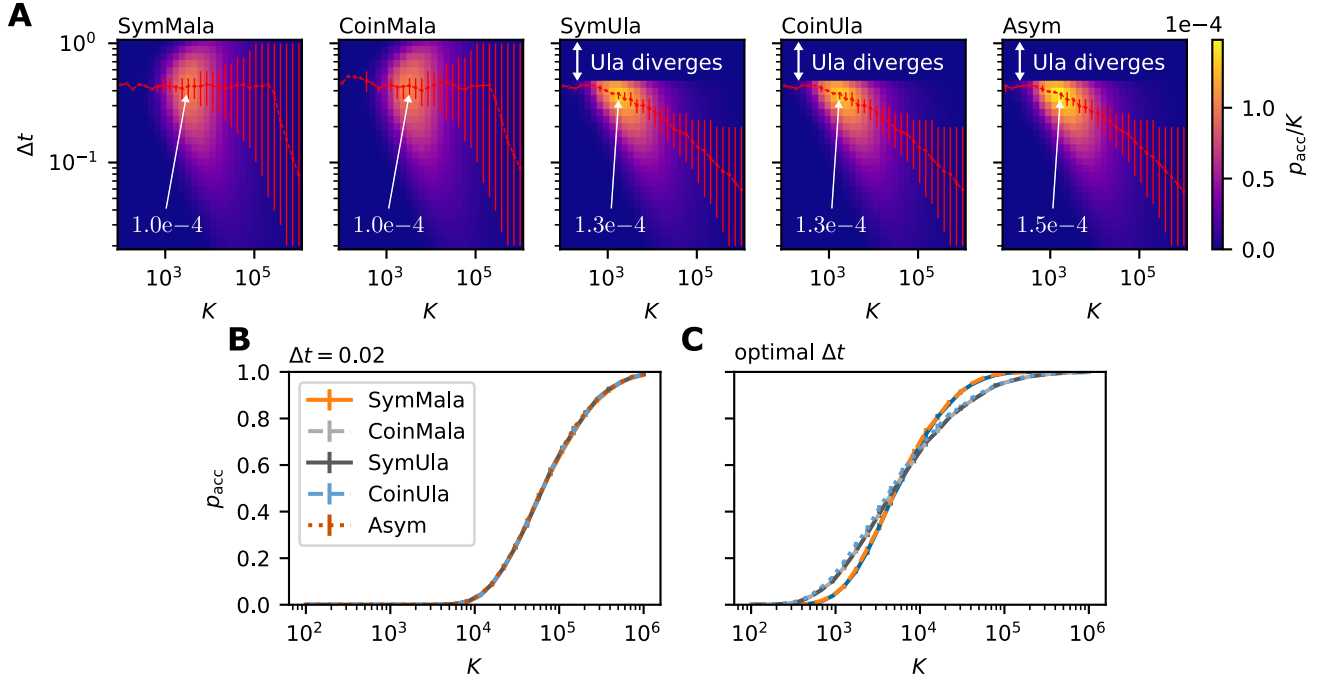 A
SymMala
CoinMala
SymUla
CoinUla
Asym
1e−4
10⁰
10⁻¹
Δt
Ula diverges
Ula diverges
Ula diverges
1.0e−4
1.0e−4
1.3e−4
1.3e−4
1.5e−4
1.0
0.5
0.0
p_acc/K
10³ 10⁵
10³ 10⁵
10³ 10⁵
10³ 10⁵
10³ 10⁵
K
K
K
K
K
B
Δt = 0.02
1.0
0.8
0.6
0.4
0.2
0.0
p_acc
SymMala
CoinMala
SymUla
CoinUla
Asym
10² 10³ 10⁴ 10⁵ 10⁶
K
C
optimal Δt
10² 10³ 10⁴ 10⁵ 10⁶
K